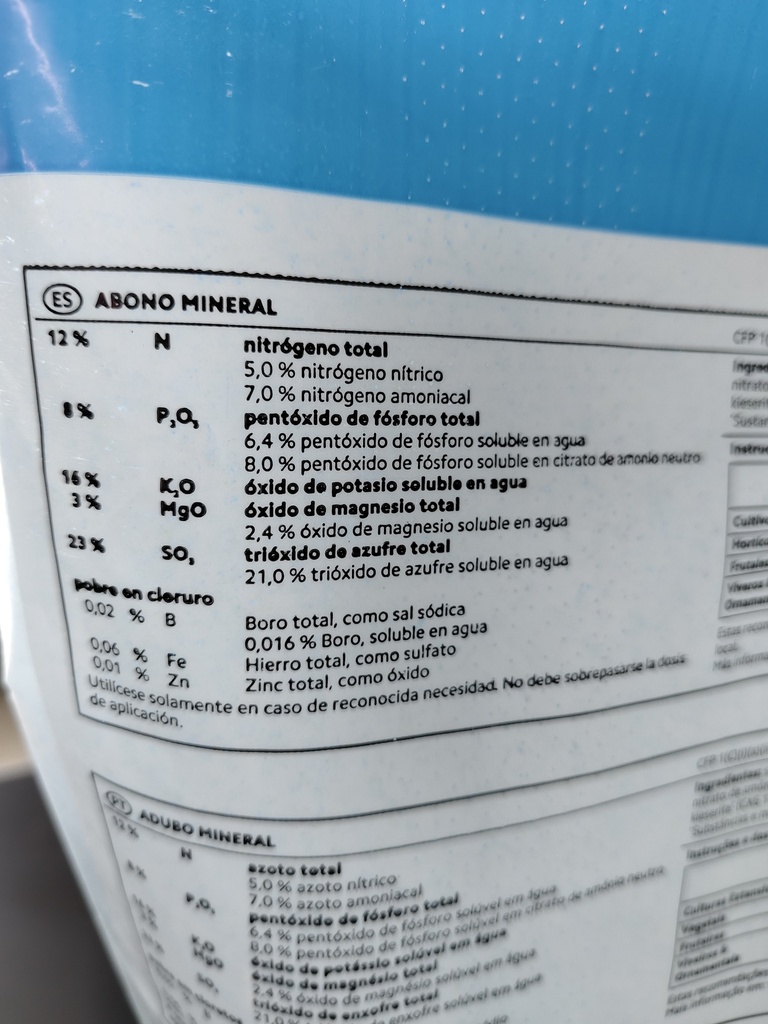 ES ABONO MINERAL
12 % N nitrógeno total
5,0 % nitrógeno nítrico
7,0 % nitrógeno amoniacal
8 % P₂O₅ pentóxido de fósforo total
6,4 % pentóxido de fósforo soluble en agua
8,0 % pentóxido de fósforo soluble en citrato de amonio neutro
16 % K₂O óxido de potasio soluble en agua
3 % MgO óxido de magnesio total
2,4 % óxido de magnesio soluble en agua
23 % SO₃ trióxido de azufre total
21,0 % trióxido de azufre soluble en agua
pobre en cloruro
0,02 % B Boro total, como sal sódica
0,016 % Boro, soluble en agua
0,06 % Fe Hierro total, como sulfato
0,01 % Zn Zinc total, como óxido
Utilícese solamente en caso de reconocida necesidad. No debe sobrepasarse la dosis
de aplicación.
CFP
nitrato
PT ADUBO MINERAL
12 % N azoto total
5,0 % azoto nítrico
7,0 % azoto amoniacal
8 % P₂O₅ pentóxido de fósforo total
6,4 % pentóxido de fósforo solúvel em água
8,0 % pentóxido de fósforo solúvel em citrato de amónio neutro
K₂O óxido de potássio solúvel em água
MgO óxido de magnésio total
2,4 % óxido de magnésio solúvel em água
SO₃ trióxido de enxofre total
enxofre solúvel em água